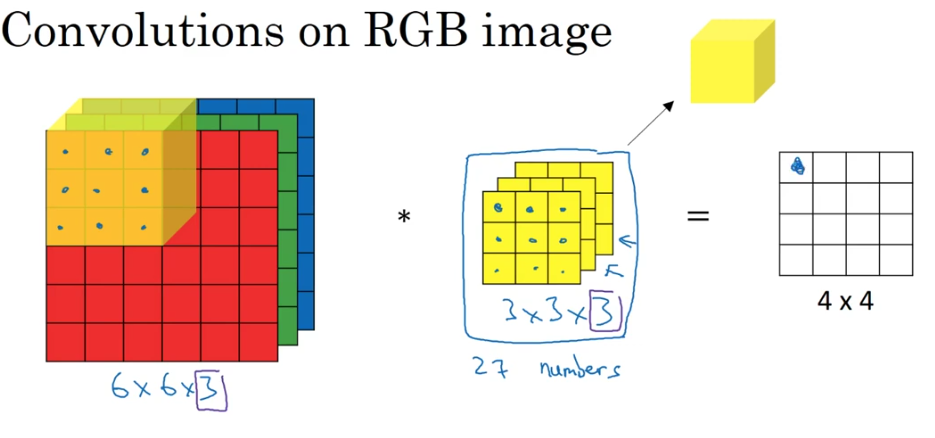 Convolutions on RGB image
*
=
3x3x3
4 x 4
27 numbers
6x6x3